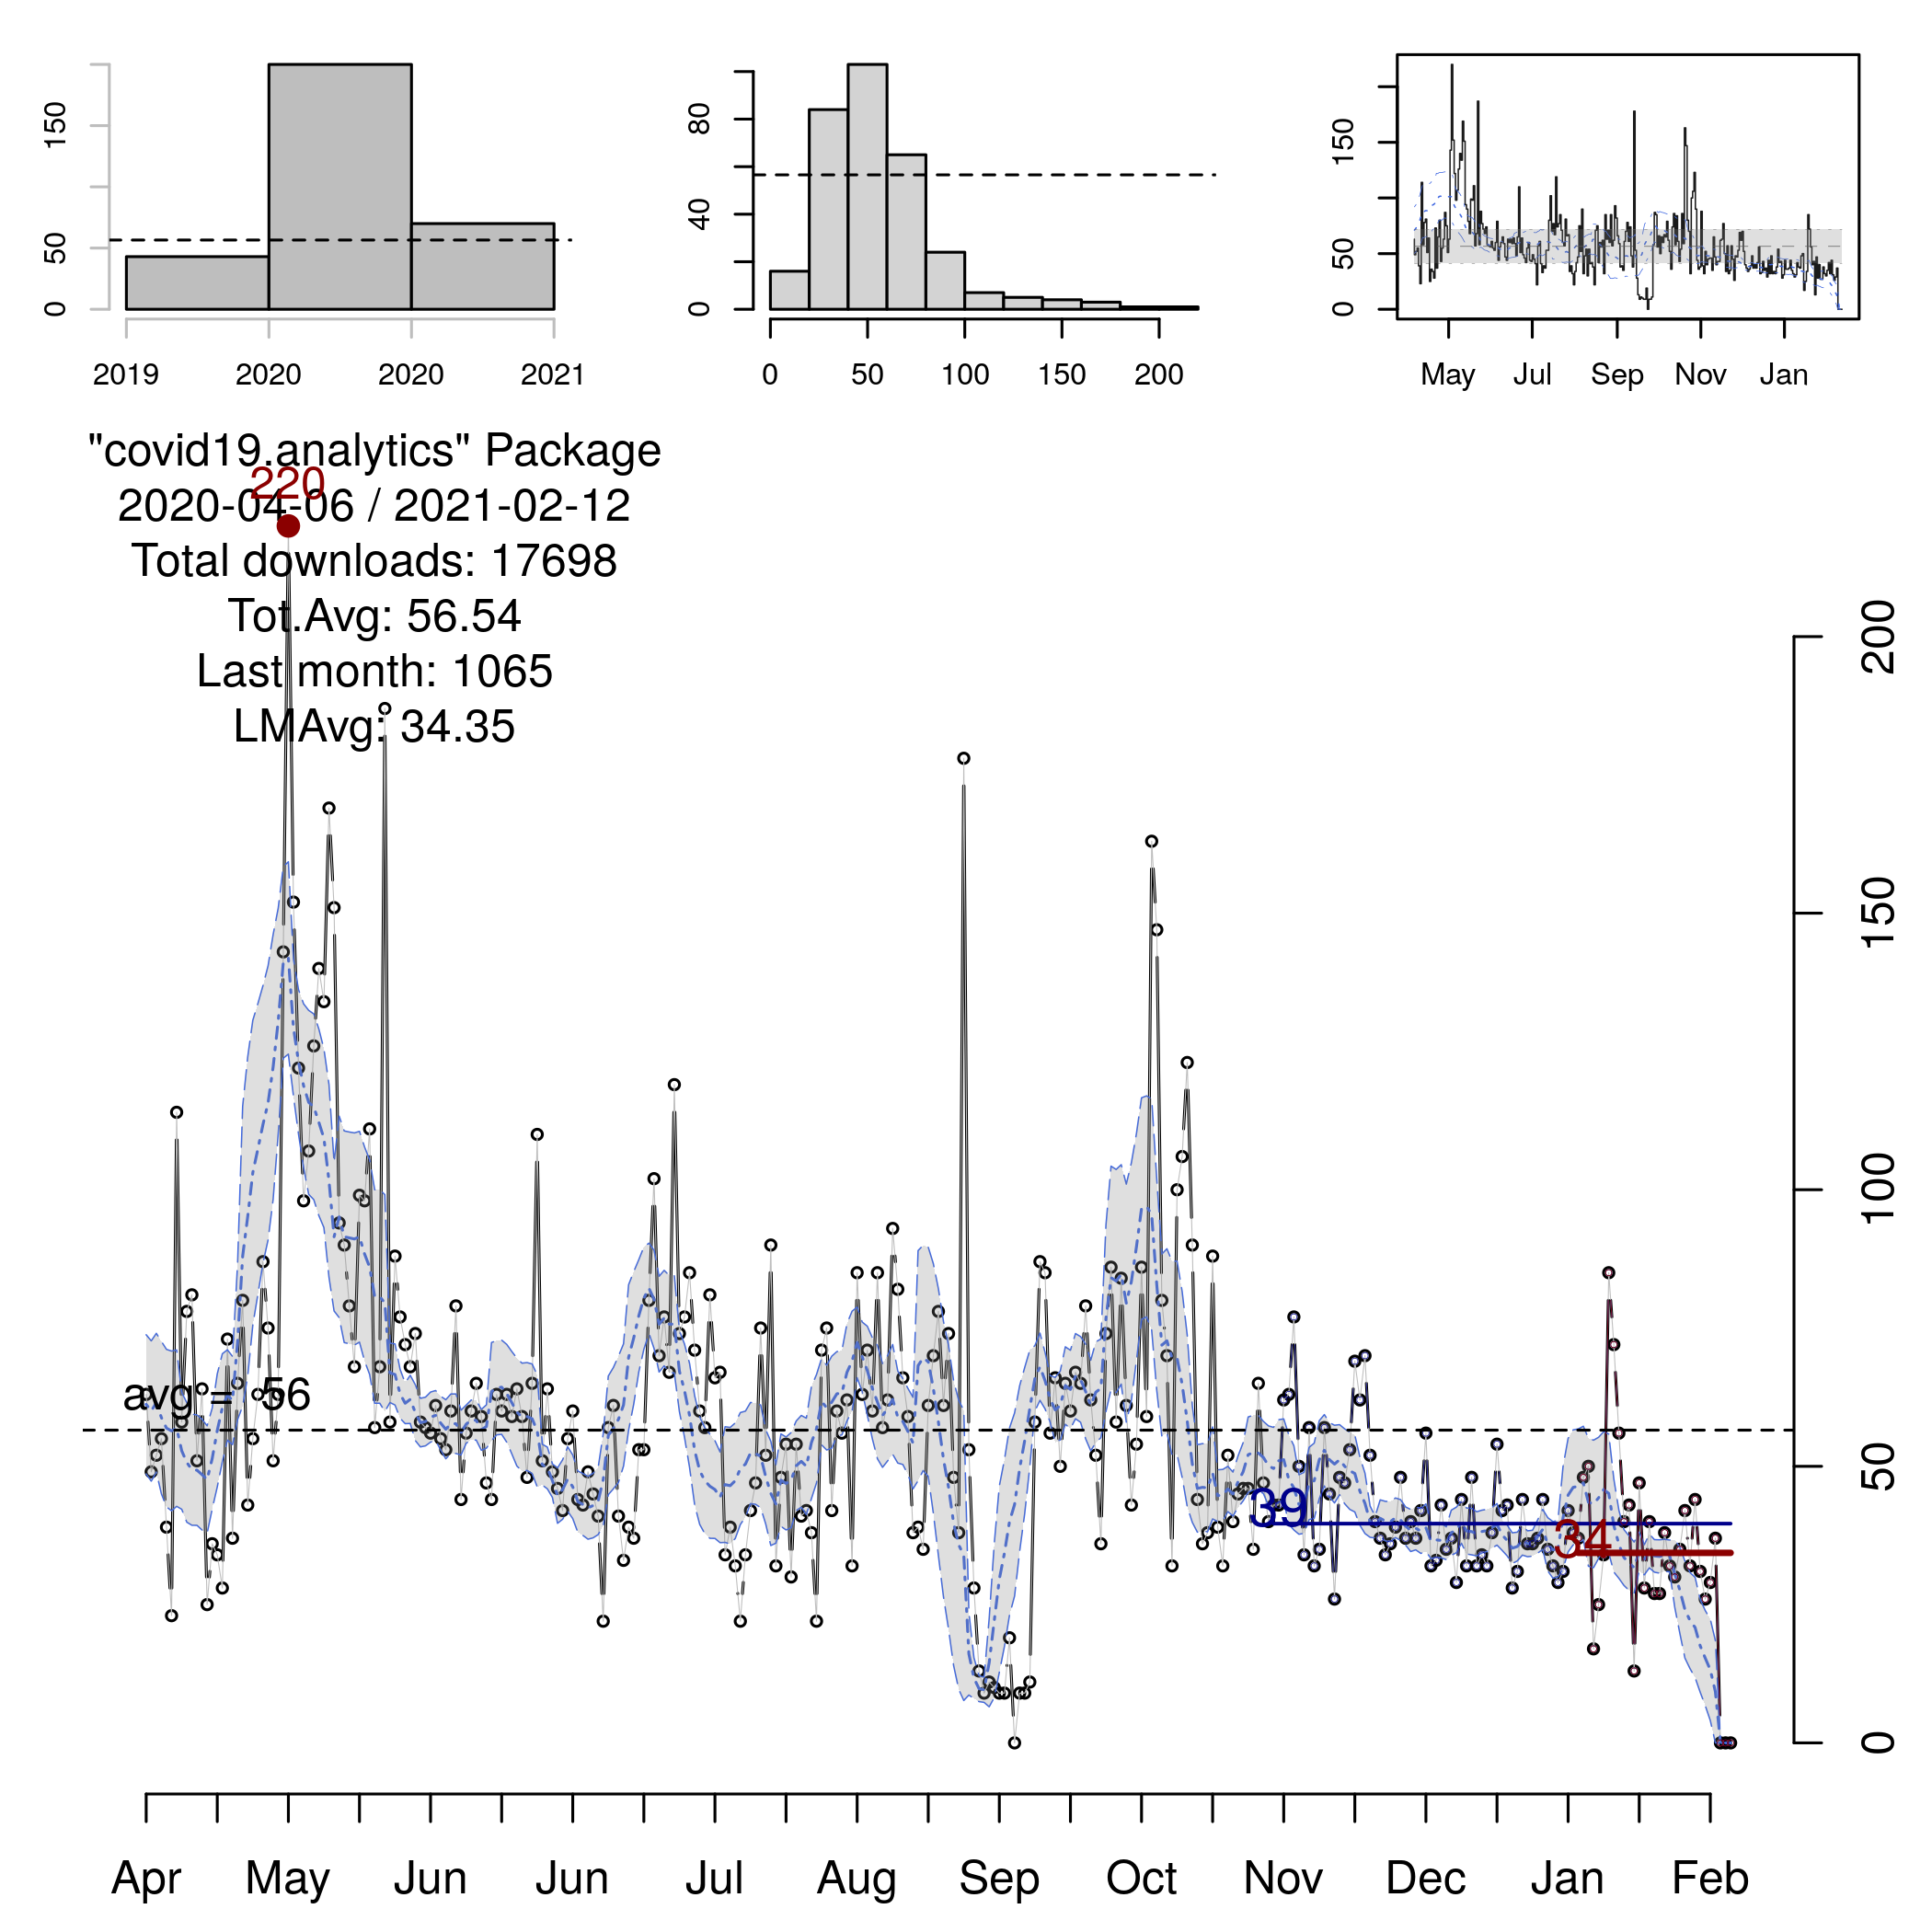 150
50
0
2019 2020 2020 2021
80
40
0
0 50 100 150 200
150
50
0
May Jul Sep Nov Jan
"covid19.analytics" Package
220
2020-04-06 / 2021-02-12
Total downloads: 17698
Tot.Avg: 56.54
Last month: 1065
LMAvg: 34.35
avg = 56
39
34
200
150
100
50
0
Apr May Jun Jun Jul Aug Sep Oct Nov Dec Jan Feb